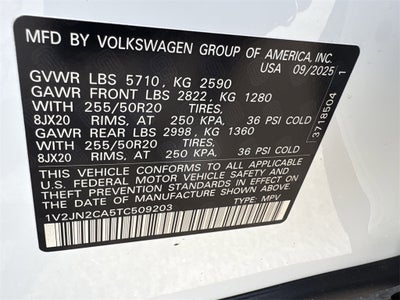 MFD BY VOLKSWAGEN GROUP OF AMERICA, INC.
USA 09/2025
GVWR LBS 5710, KG 2590
GAWR FRONT LBS 2822, KG 1280
WITH 255/50R20 TIRES,
8JX20 RIMS, AT 250 KPA. 36 PSI COLD
GAWR REAR LBS 2998, KG 1360
WITH 255/50R20 TIRES,
8JX20 RIMS, AT 250 KPA. 36 PSI COLD
THIS VEHICLE CONFORMS TO ALL APPLICABLE
U.S. FEDERAL MOTOR VEHICLE SAFETY AND
THEFT PREVENTION STANDARDS IN EFFECT ON
THE DATE OF MANUFACTURE SHOWN ABOVE.
1V2JN2CA5TC509203 TYPE: MPV
3718504 1